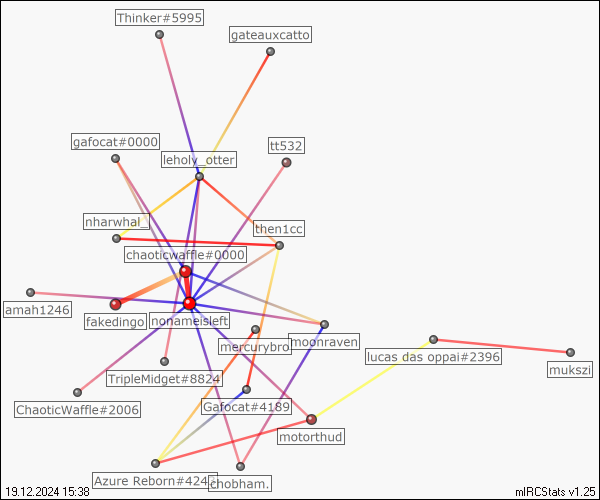 Thinker#5995
gateauxcatto
gafocat#0000
tt532
leholy_otter
nharwhal_
then1cc
chaoticwaffle#0000
amah1246
fakedingo
nonameisleft
moonraven
mercurybro
lucas das oppai#2396
mukszi
TripleMidget#8824
ChaoticWaffle#2006
Gafocat#4189
motorthud
Azure Reborn#424
chobham.
19.12.2024 15:38
mIRCStats v1.25